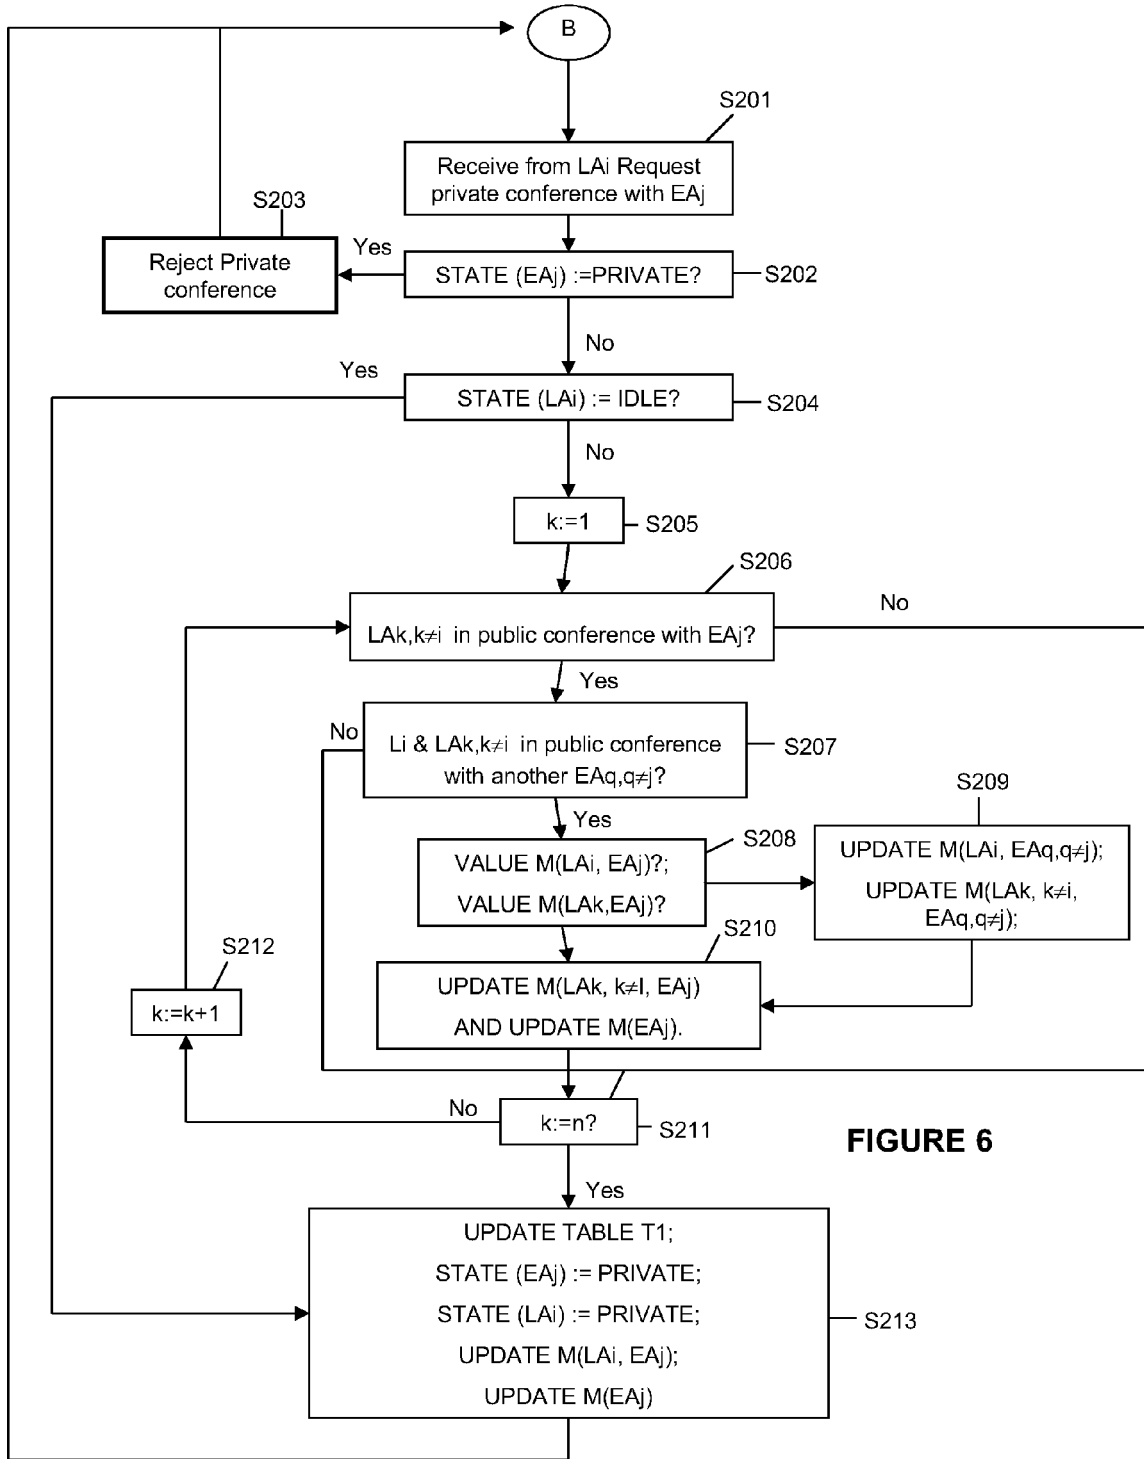 B
S201
Receive from LAi Request
private conference with EAj
S203
Reject Private
conference
Yes
STATE (EAj) :=PRIVATE?
S202
No
Yes
STATE (LAi) := IDLE?
S204
No
k:=1
S205
S206
No
LAk,k≠i in public conference with EAj?
Yes
No
Li & LAk,k≠i in public conference
with another EAq,q≠j?
S207
Yes
S209
S208
VALUE M(LAi, EAj)?;
VALUE M(LAk,EAj)?
UPDATE M(LAi, EAq,q≠j);
UPDATE M(LAk, k≠i,
EAq,q≠j);
S210
S212
k:=k+1
UPDATE M(LAk, k≠I, EAj)
AND UPDATE M(EAj).
No
k:=n?
S211
FIGURE 6
Yes
UPDATE TABLE T1;
STATE (EAj) := PRIVATE;
STATE (LAi) := PRIVATE;
UPDATE M(LAi, EAj);
UPDATE M(EAj)
S213